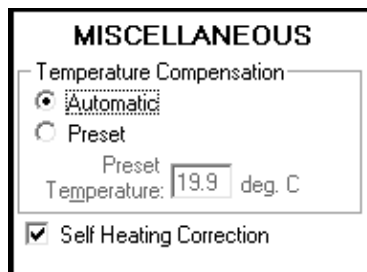 MISCELLANEOUS
Temperature Compensation
Automatic
Preset
Preset
Temperature: 19.9 deg. C
Self Heating Correction